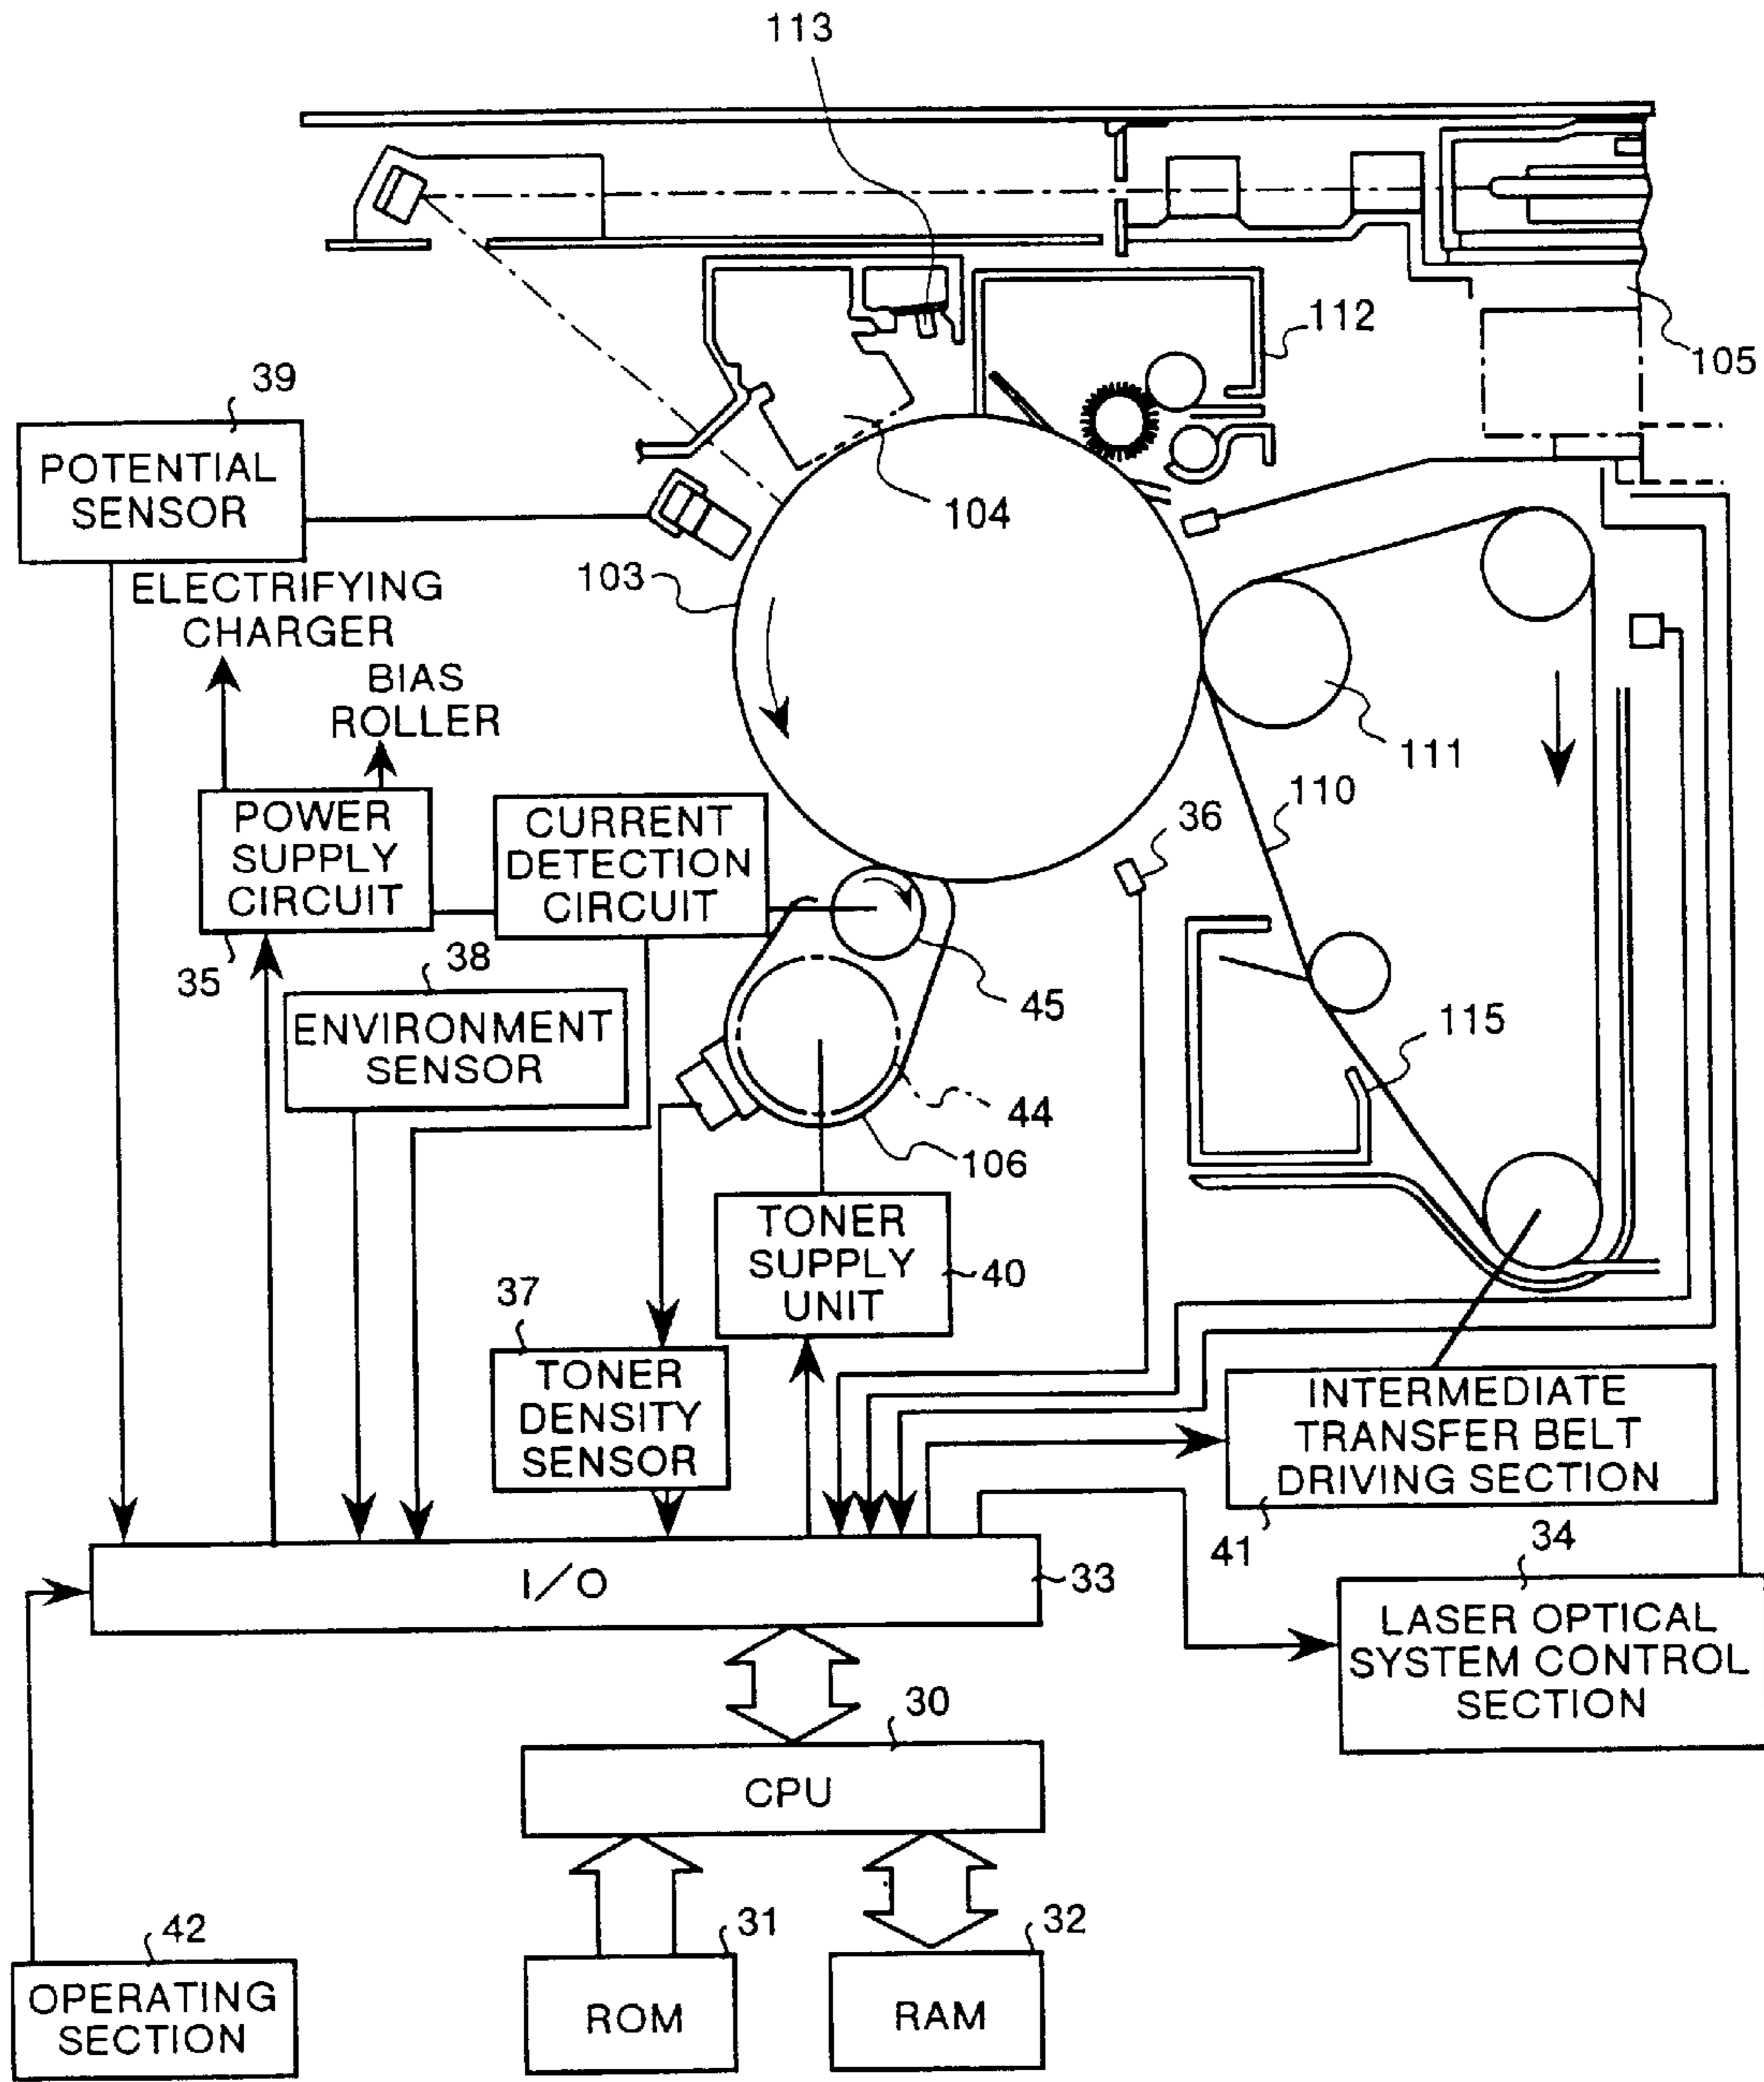 113
112
105
39
POTENTIAL
SENSOR
104
103
ELECTRIFYING
CHARGER
BIAS
ROLLER
111
110
36
POWER
SUPPLY
CIRCUIT
CURRENT
DETECTION
CIRCUIT
35
38
45
115
ENVIRONMENT
SENSOR
44
106
TONER
SUPPLY
UNIT
40
37
TONER
DENSITY
SENSOR
INTERMEDIATE
TRANSFER BELT
DRIVING SECTION
41
34
I/O
33
LASER OPTICAL
SYSTEM CONTROL
SECTION
30
CPU
42
31
32
OPERATING
SECTION
ROM
RAM